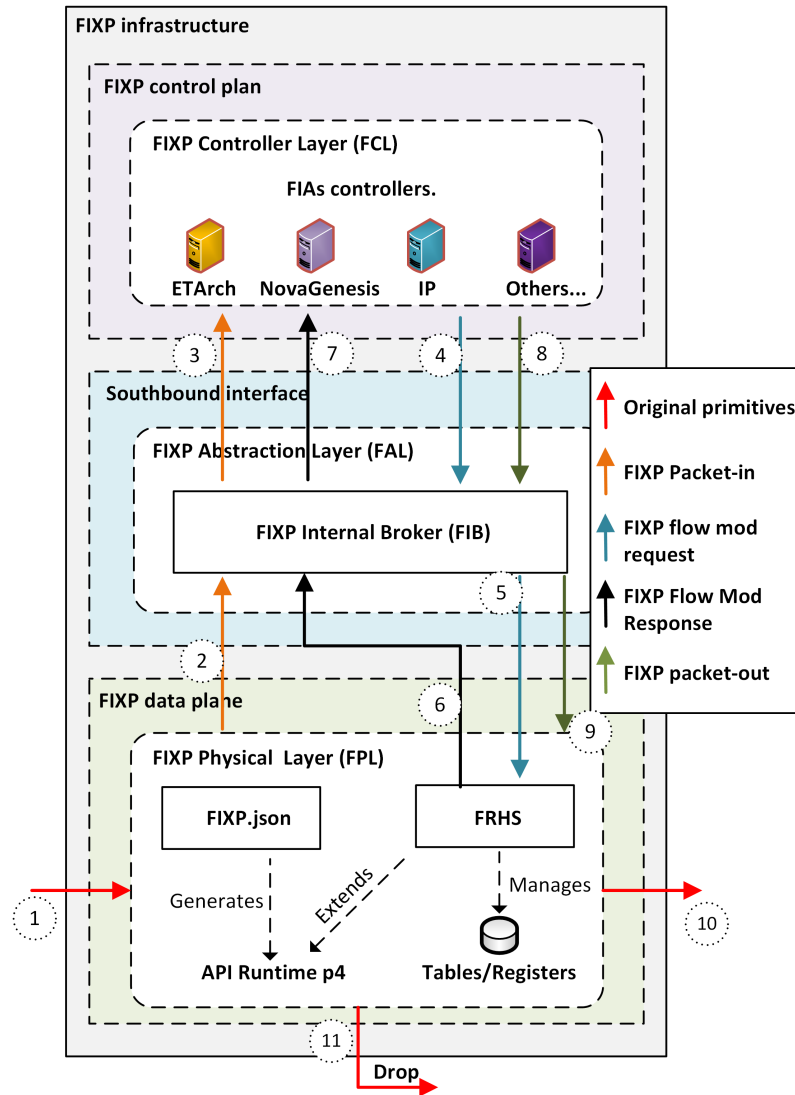 FIXP infrastructure
FIXP control plan
FIXP Controller Layer (FCL)
FIAs controllers.
ETArch
NovaGenesis
IP
Others...
3
7
4
8
Southbound interface
FIXP Abstraction Layer (FAL)
FIXP Internal Broker (FIB)
5
2
Original primitives
FIXP Packet-in
FIXP flow mod
request
FIXP Flow Mod
Response
FIXP packet-out
FIXP data plane
6
9
FIXP Physical Layer (FPL)
FIXP.json
FRHS
1
Generates
Extends
Manages
10
API Runtime p4
Tables/Registers
11
Drop